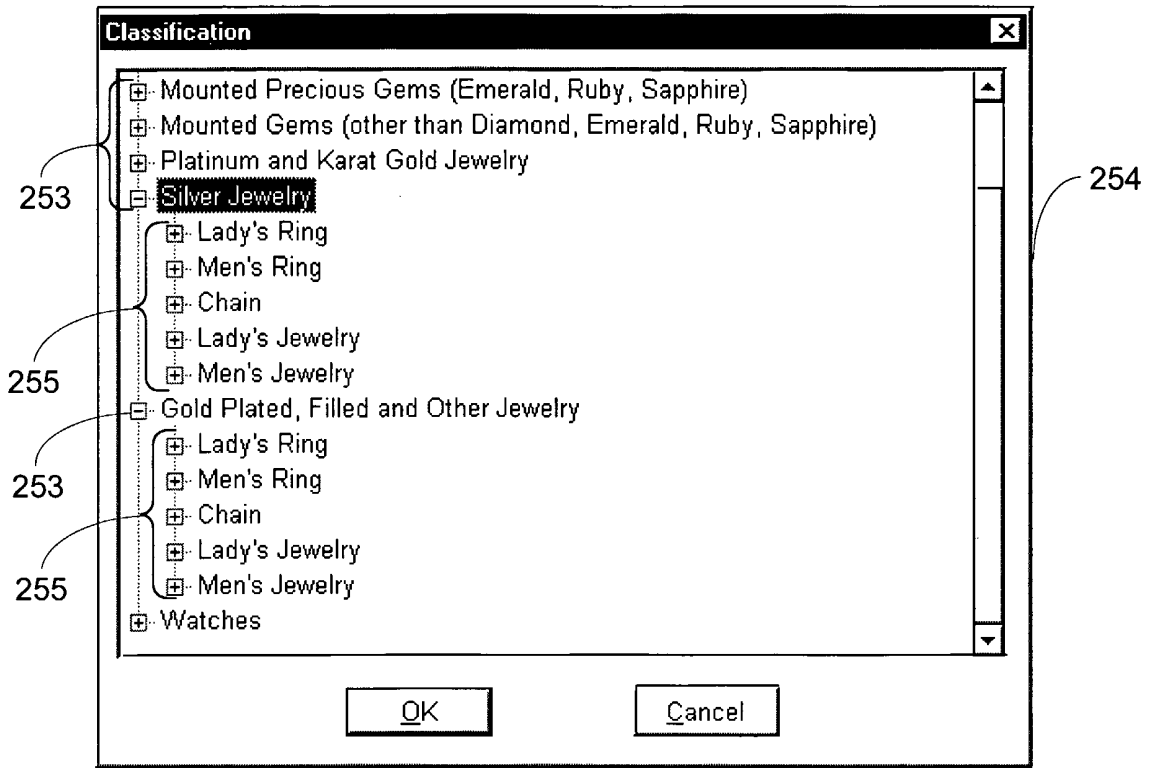 Classification
Mounted Precious Gems (Emerald, Ruby, Sapphire)
Mounted Gems (other than Diamond, Emerald, Ruby, Sapphire)
Platinum and Karat Gold Jewelry
253
Silver Jewelry
254
Lady's Ring
Men's Ring
Chain
Lady's Jewelry
255
Men's Jewelry
Gold Plated, Filled and Other Jewelry
Lady's Ring
253
Men's Ring
Chain
Lady's Jewelry
255
Men's Jewelry
Watches
OK
Cancel